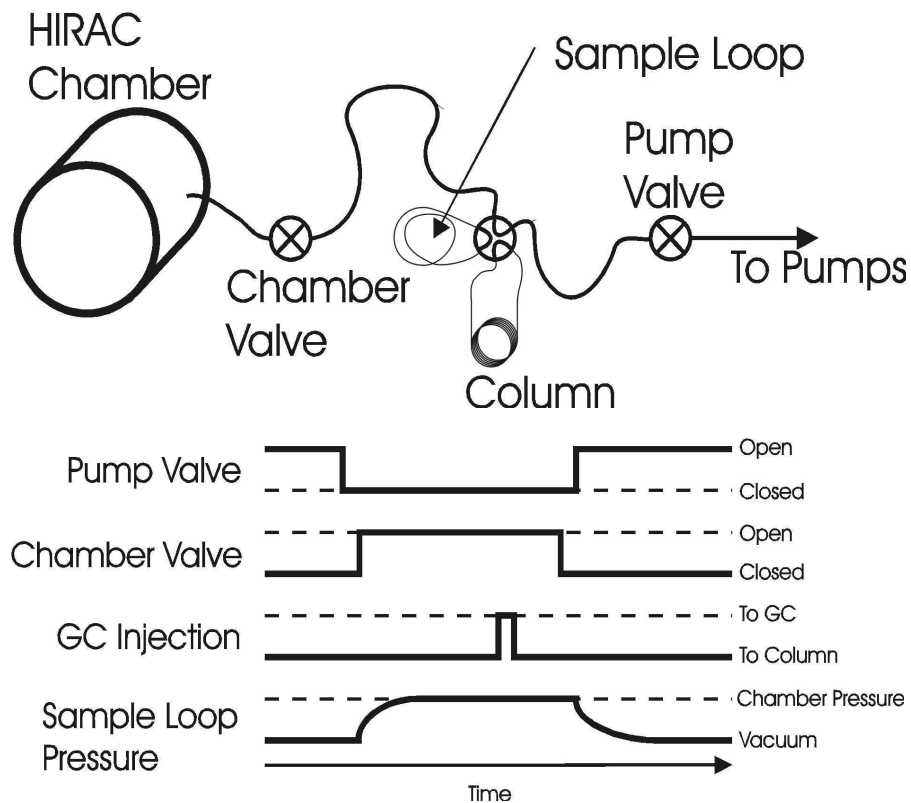 HIRAC
Chamber
Sample Loop
Pump
Valve
To Pumps
Chamber
Valve
Column
Pump Valve
Open
Closed
Chamber Valve
Open
Closed
GC Injection
To GC
To Column
Sample Loop
Pressure
Chamber Pressure
Vacuum
Time